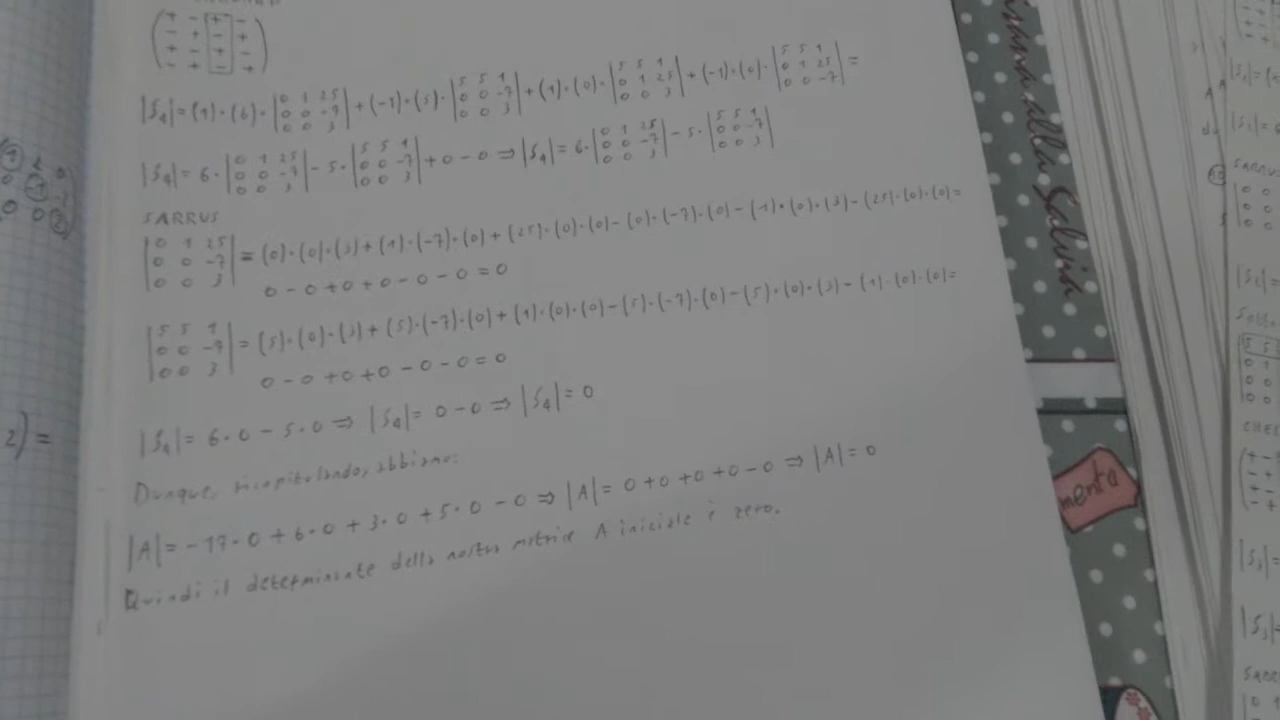 + - + -
- + - +
+ - + -
- + - +
|S₄| = (1)·(6)·|0 1 25; 0 0 -7; 0 0 3| + (-1)·(5)·|5 5 1; 0 0 -7; 0 0 3| + (1)·(0)·|5 5 1; 0 1 25; 0 0 3| + (-1)·(0)·|5 5 1; 0 1 25; 0 0 -7| =
|S₄| = 6·|0 1 25; 0 0 -7; 0 0 3| - 5·|5 5 1; 0 0 -7; 0 0 3| + 0 - 0 ⇒ |S₄| = 6·|0 1 25; 0 0 -7; 0 0 3| - 5·|5 5 1; 0 0 -7; 0 0 3|
SARRUS
|0 1 25; 0 0 -7; 0 0 3| = (0)·(0)·(3) + (1)·(-7)·(0) + (25)·(0)·(0) - (0)·(-7)·(0) - (1)·(0)·(3) - (25)·(0)·(0) =
0 - 0 + 0 + 0 - 0 - 0 = 0
|5 5 1; 0 0 -7; 0 0 3| = (5)·(0)·(3) + (5)·(-7)·(0) + (1)·(0)·(0) - (5)·(-7)·(0) - (5)·(0)·(3) - (1)·(0)·(0) =
0 - 0 + 0 + 0 - 0 - 0 = 0
|S₄| = 6·0 - 5·0 ⇒ |S₄| = 0 - 0 ⇒ |S₄| = 0
Dunque, ricapitolando, abbiamo:
|A| = -17·0 + 6·0 + 3·0 + 5·0 - 0 ⇒ |A| = 0 + 0 + 0 + 0 - 0 ⇒ |A| = 0
Quindi il determinante della nostra matrice A iniziale è zero.
2) =
della Salvia
mento
SARRUS